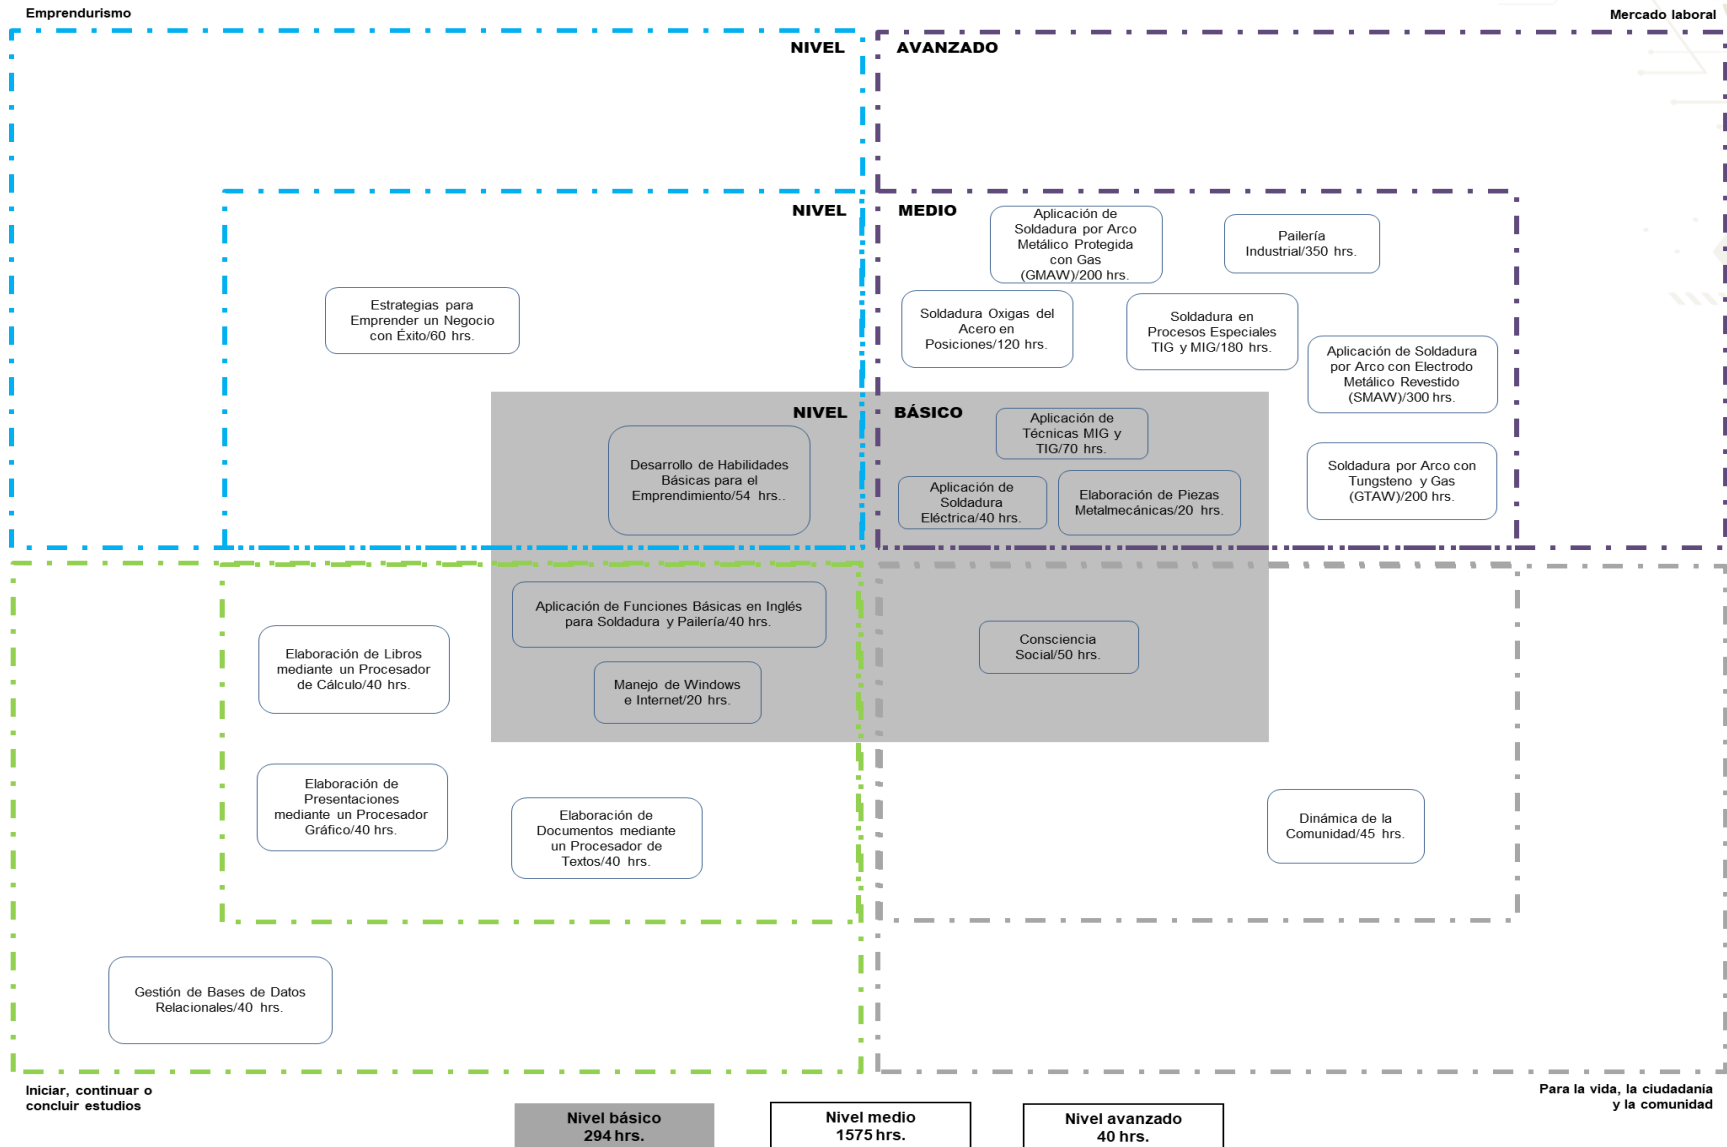 Emprendurismo
Mercado laboral
NIVEL AVANZADO
NIVEL MEDIO
Aplicación de
Soldadura por Arco
Metálico Protegida
con Gas
(GMAW)/200 hrs.
Pailería
Industrial/350 hrs.
Estrategias para
Emprender un Negocio
con Éxito/60 hrs.
Soldadura Oxigas del
Acero en
Posiciones/120 hrs.
Soldadura en
Procesos Especiales
TIG y MIG/180 hrs.
Aplicación de Soldadura
por Arco con Electrodo
Metálico Revestido
(SMAW)/300 hrs.
NIVEL BÁSICO
Aplicación de
Técnicas MIG y
TIG/70 hrs.
Desarrollo de Habilidades
Básicas para el
Emprendimiento/54 hrs..
Aplicación de
Soldadura
Eléctrica/40 hrs.
Elaboración de Piezas
Metalmecánicas/20 hrs.
Soldadura por Arco con
Tungsteno y Gas
(GTAW)/200 hrs.
Aplicación de Funciones Básicas en Inglés
para Soldadura y Pailería/40 hrs.
Elaboración de Libros
mediante un Procesador
de Cálculo/40 hrs.
Manejo de Windows
e Internet/20 hrs.
Consciencia
Social/50 hrs.
Elaboración de
Presentaciones
mediante un Procesador
Gráfico/40 hrs.
Elaboración de
Documentos mediante
un Procesador de
Textos/40 hrs.
Dinámica de la
Comunidad/45 hrs.
Gestión de Bases de Datos
Relacionales/40 hrs.
Iniciar, continuar o
concluir estudios
Para la vida, la ciudadanía
y la comunidad
Nivel básico
294 hrs.
Nivel medio
1575 hrs.
Nivel avanzado
40 hrs.